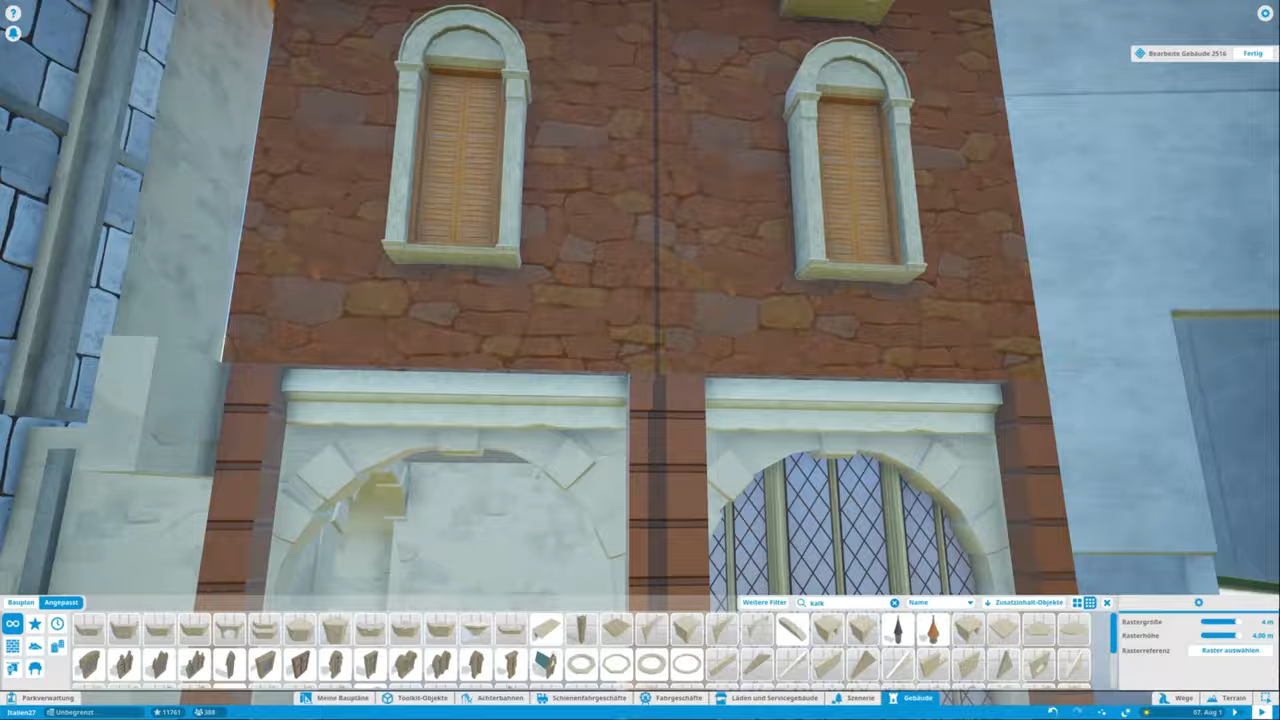 ?
Bearbeite Gebäude 2516 Fertig
Bauplan Angepasst
Weitere Filter kalk Name Zusatzinhalt-Objekte
Rastergröße 4 m
Rasterhöhe 4,00 m
Rasterreferenz Raster auswählen
Parkverwaltung Meine Baupläne Toolkit-Objekte Achterbahnen Schienenfahrgeschäfte Fahrgeschäfte Läden und Servicegebäude Szenerie Gebäude Wege Terrain
Italien27 Unbegrenzt 11761 388 07. Aug 1